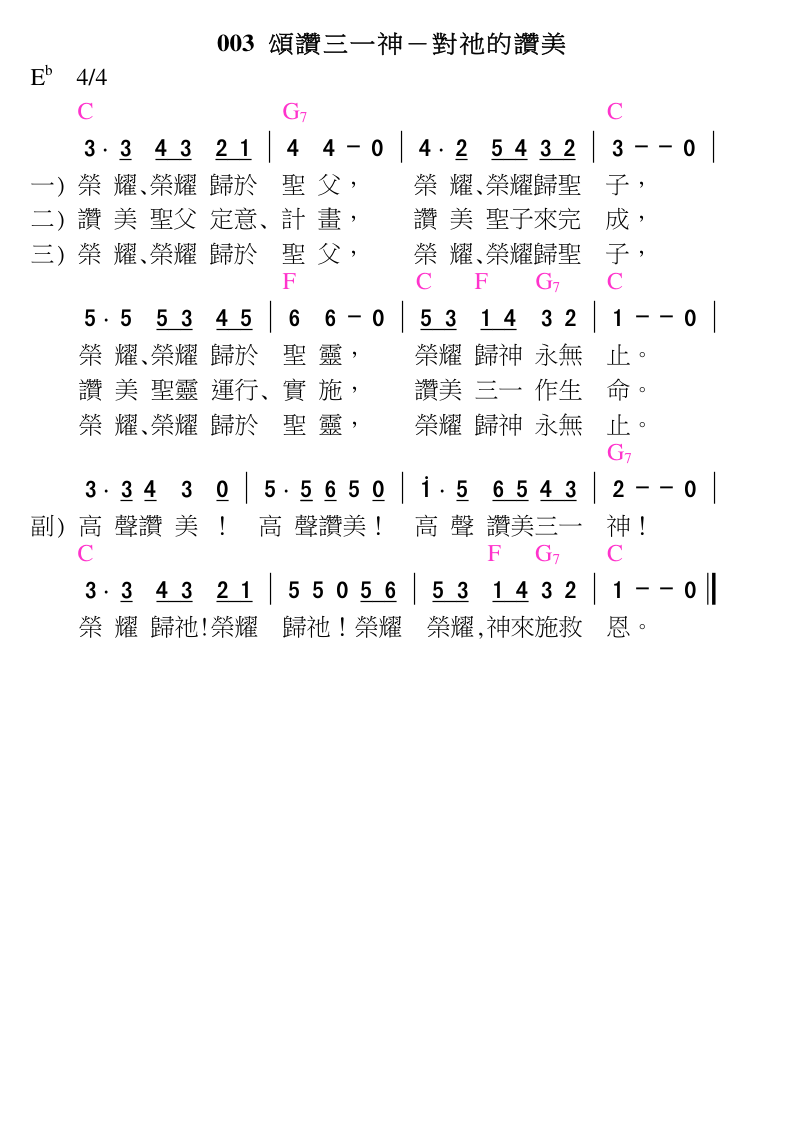 003 頌讚三一神－對祂的讚美
E♭ 4/4
C G7 C
3 · 3 4 3 2 1 | 4 4 － 0 | 4 · 2 5 4 3 2 | 3 － － 0 |
一) 榮 耀、榮耀 歸於 聖 父， 榮 耀、榮耀歸聖 子，
二) 讚 美 聖父 定意、計 畫， 讚 美 聖子來完 成，
三) 榮 耀、榮耀 歸於 聖 父， 榮 耀、榮耀歸聖 子，
F C F G7 C
5 · 5 5 3 4 5 | 6 6 － 0 | 5 3 1 4 3 2 | 1 － － 0 |
榮 耀、榮耀 歸於 聖 靈， 榮耀 歸神 永無 止。
讚 美 聖靈 運行、實 施， 讚美 三一 作生 命。
榮 耀、榮耀 歸於 聖 靈， 榮耀 歸神 永無 止。
G7
3 · 3 4 3 0 | 5 · 5 6 5 0 | i · 5 6 5 4 3 | 2 － － 0 |
副) 高 聲讚 美 ！ 高 聲讚美！ 高 聲 讚美三一 神！
C F G7 C
3 · 3 4 3 2 1 | 5 5 0 5 6 | 5 3 1 4 3 2 | 1 － － 0 ‖
榮 耀 歸祂!榮耀 歸祂！榮耀 榮耀,神來施救 恩。